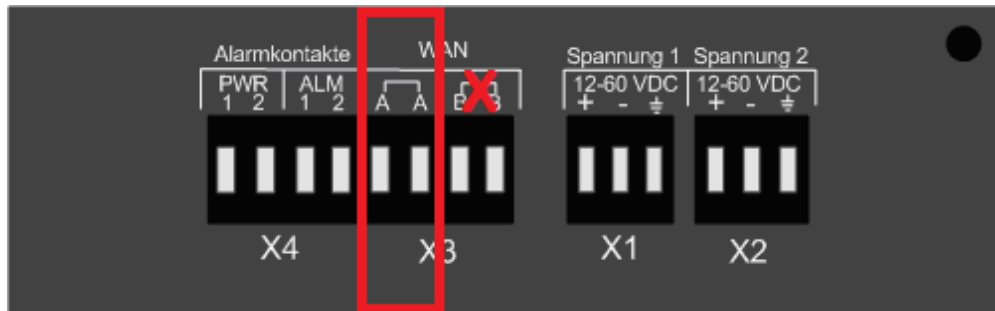 Alarmkontakte WAN Spannung 1 Spannung 2
PWR ALM 12-60 VDC 12-60 VDC
1 2 1 2 A A B B + - + -
X4 X3 X1 X2